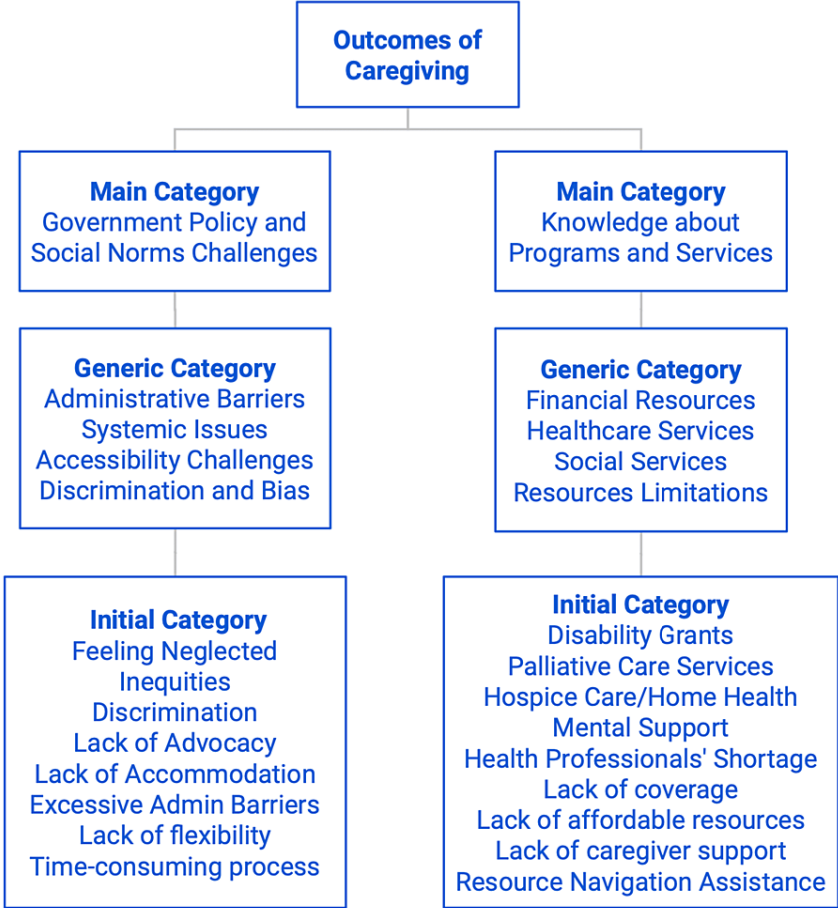 Outcomes of
Caregiving
Main Category
Government Policy and
Social Norms Challenges
Main Category
Knowledge about
Programs and Services
Generic Category
Administrative Barriers
Systemic Issues
Accessibility Challenges
Discrimination and Bias
Generic Category
Financial Resources
Healthcare Services
Social Services
Resources Limitations
Initial Category
Feeling Neglected
Inequities
Discrimination
Lack of Advocacy
Lack of Accommodation
Excessive Admin Barriers
Lack of flexibility
Time-consuming process
Initial Category
Disability Grants
Palliative Care Services
Hospice Care/Home Health
Mental Support
Health Professionals' Shortage
Lack of coverage
Lack of affordable resources
Lack of caregiver support
Resource Navigation Assistance